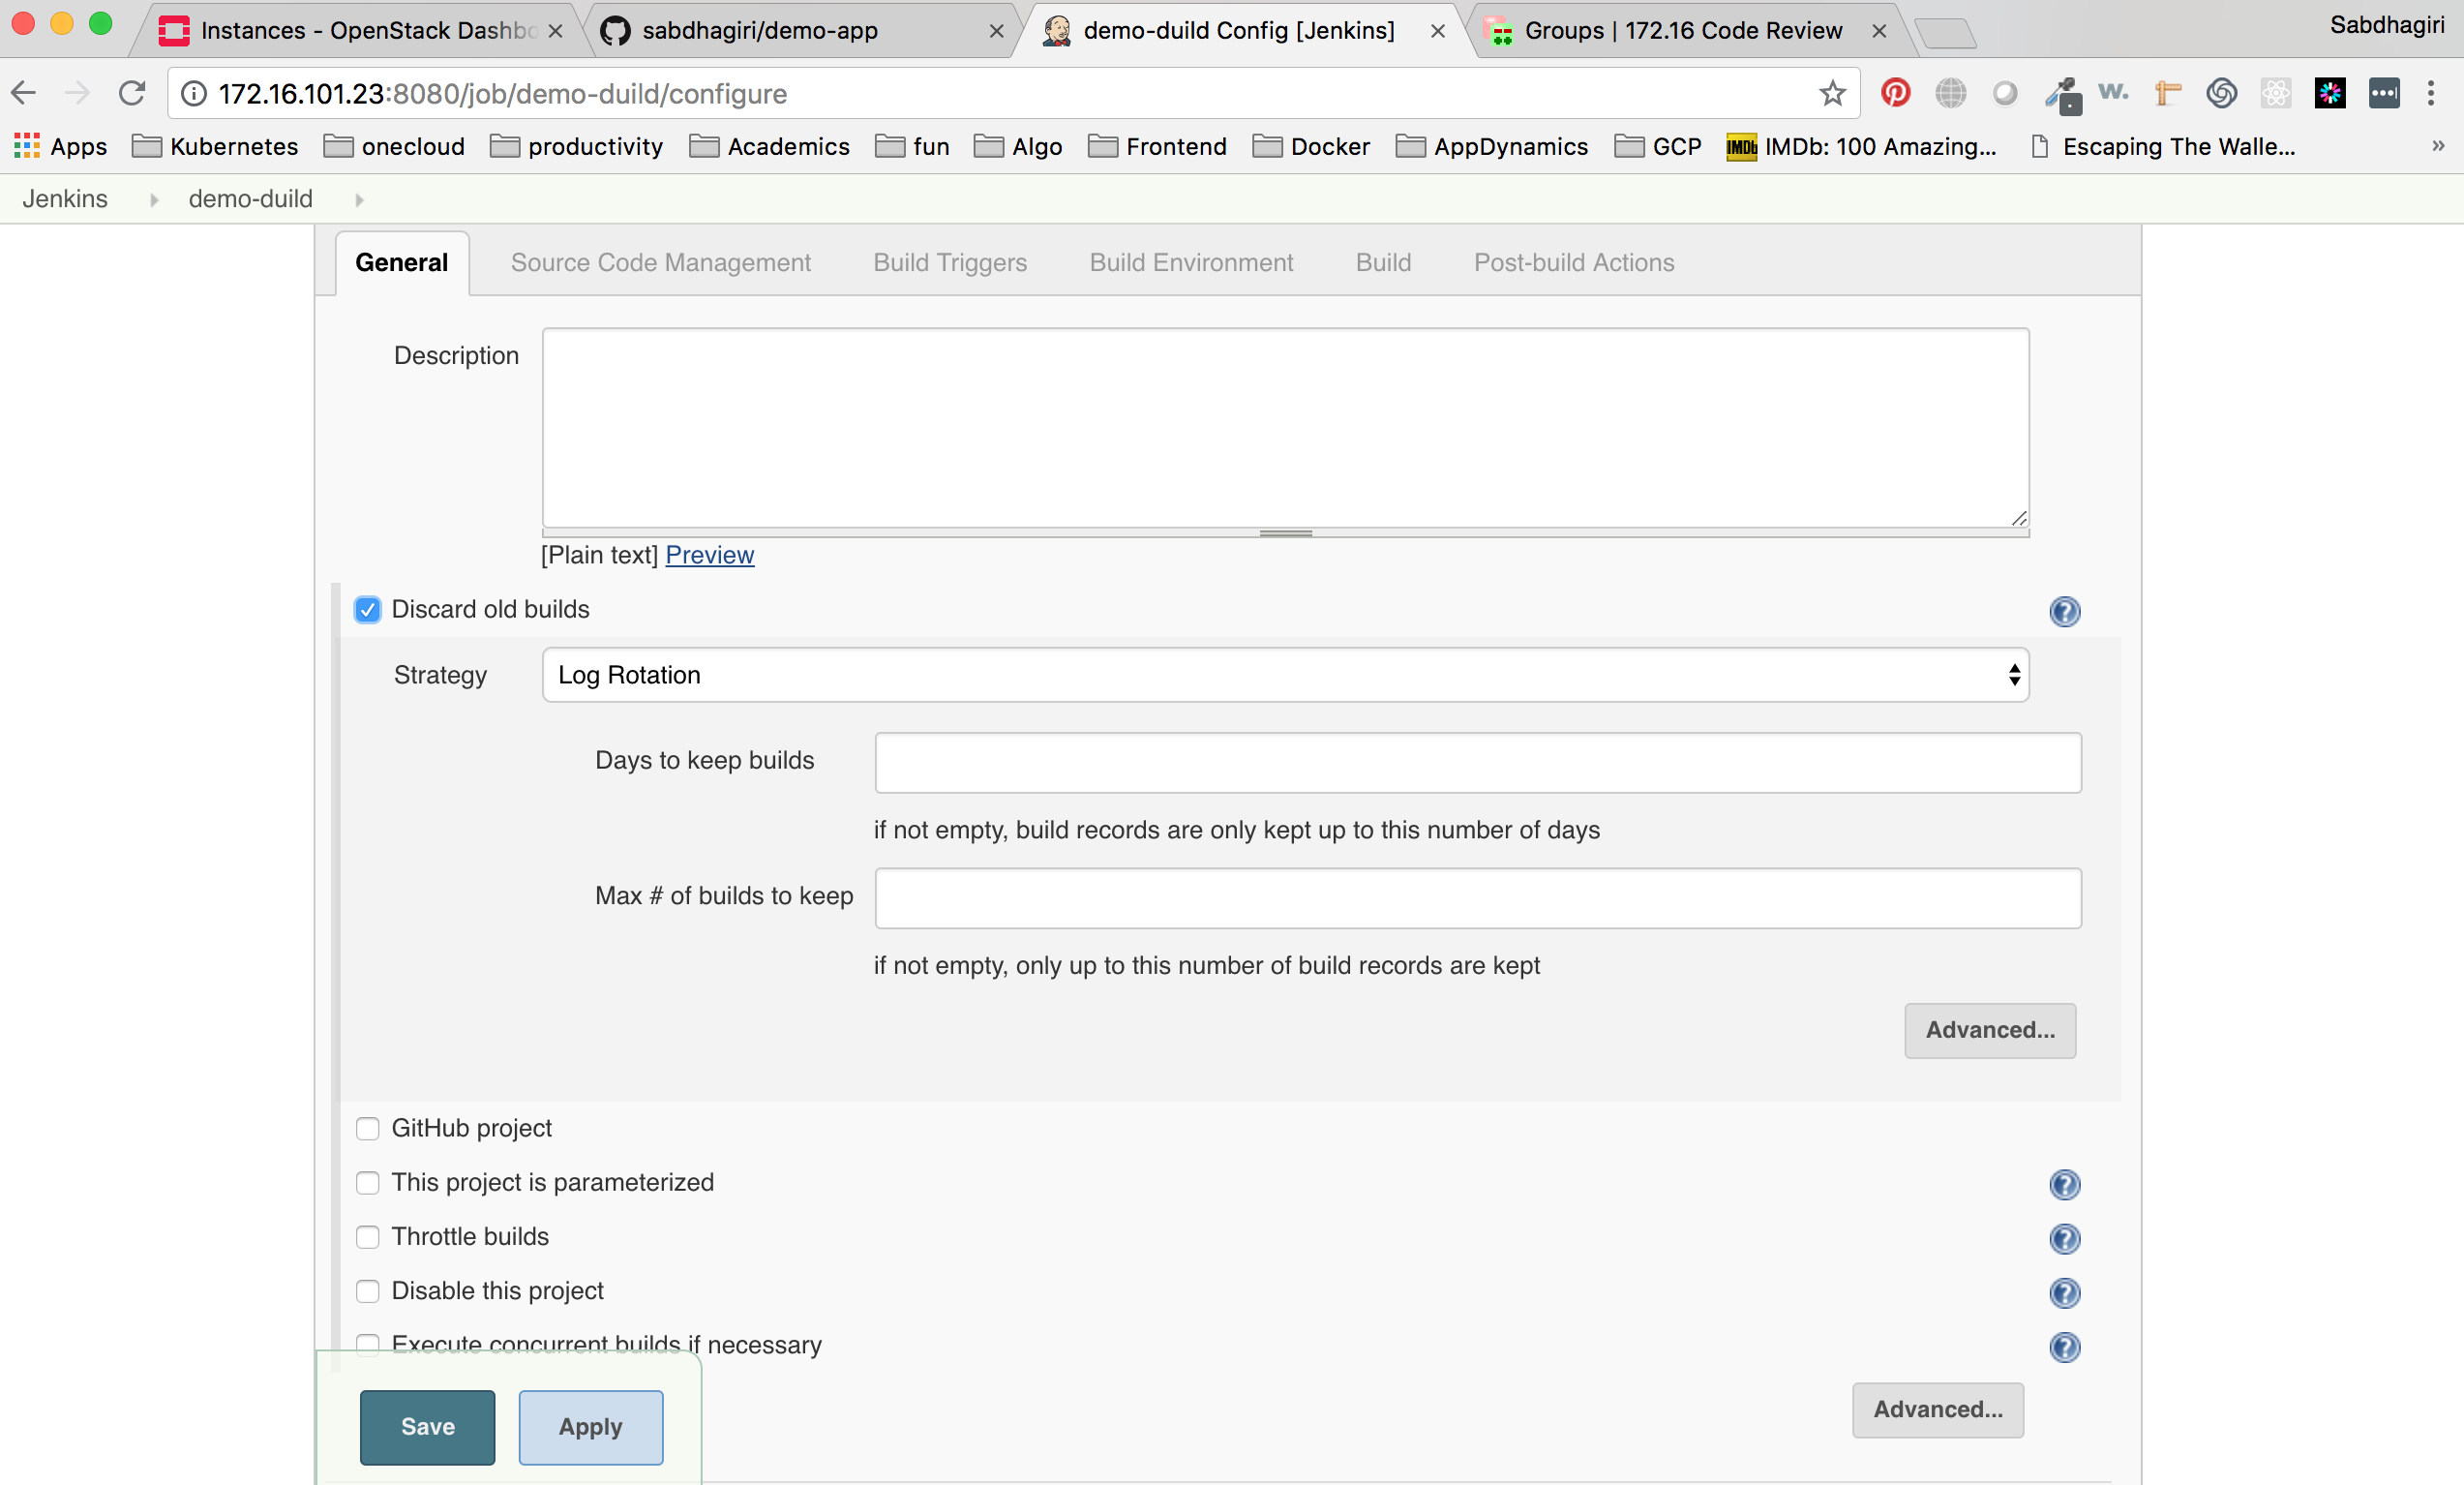 Instances - OpenStack Dashbo
sabdhagiri/demo-app
demo-duild Config [Jenkins]
Groups | 172.16 Code Review
Sabdhagiri
172.16.101.23:8080/job/demo-duild/configure
w.
Apps
Kubernetes
onecloud
productivity
Academics
fun
Algo
Frontend
Docker
AppDynamics
GCP
IMDb: 100 Amazing...
Escaping The Walle...
»
Jenkins
demo-duild
General
Source Code Management
Build Triggers
Build Environment
Build
Post-build Actions
Description
[Plain text] Preview
Discard old builds
Strategy
Log Rotation
Days to keep builds
if not empty, build records are only kept up to this number of days
Max # of builds to keep
if not empty, only up to this number of build records are kept
Advanced...
GitHub project
This project is parameterized
Throttle builds
Disable this project
Execute concurrent builds if necessary
Save
Apply
Advanced...